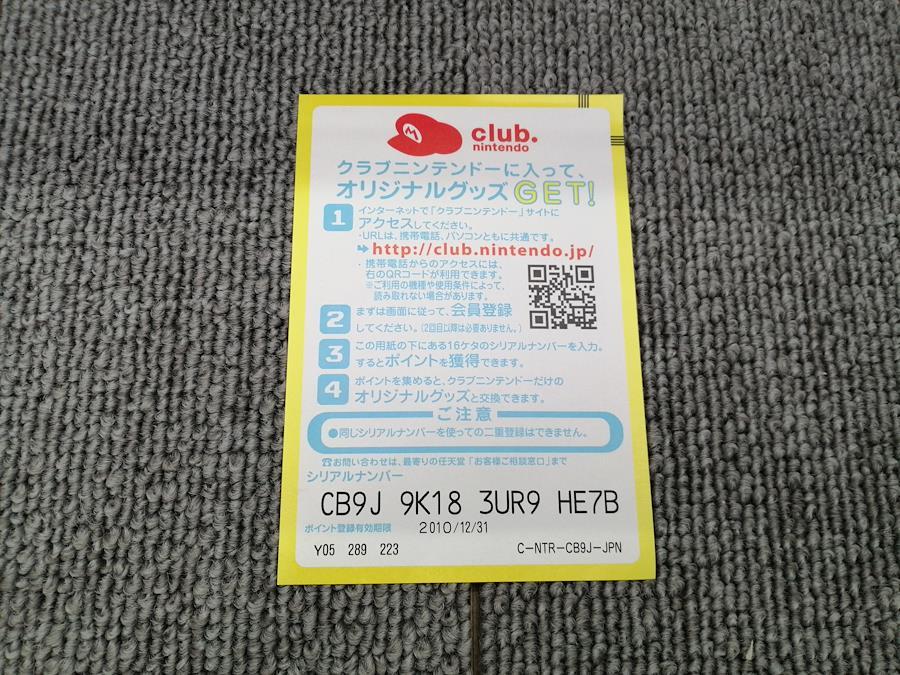 M
club.
nintendo
クラブニンテンドーに入って、
オリジナルグッズGET!
1 インターネットで「クラブニンテンドー」サイトに
アクセスしてください。
・URLは、携帯電話、パソコンともに共通です。
➔http://club.nintendo.jp/
・携帯電話からのアクセスには、
右のQRコードが利用できます。
※ご利用の機種や使用条件によって、
読み取れない場合があります。
2 まずは画面に従って、会員登録
してください。(2回目以降は必要ありません。)
3 この用紙の下にある16ケタのシリアルナンバーを入力。
するとポイントを獲得できます。
4 ポイントを集めると、クラブニンテンドーだけの
オリジナルグッズと交換できます。
ご注意
●同じシリアルナンバーを使っての二重登録はできません。
☎お問い合わせは、最寄りの任天堂「お客様ご相談窓口」まで
シリアルナンバー
CB9J 9K18 3UR9 HE7B
ポイント登録有効期限 2010/12/31
Y05 289 223 C-NTR-CB9J-JPN